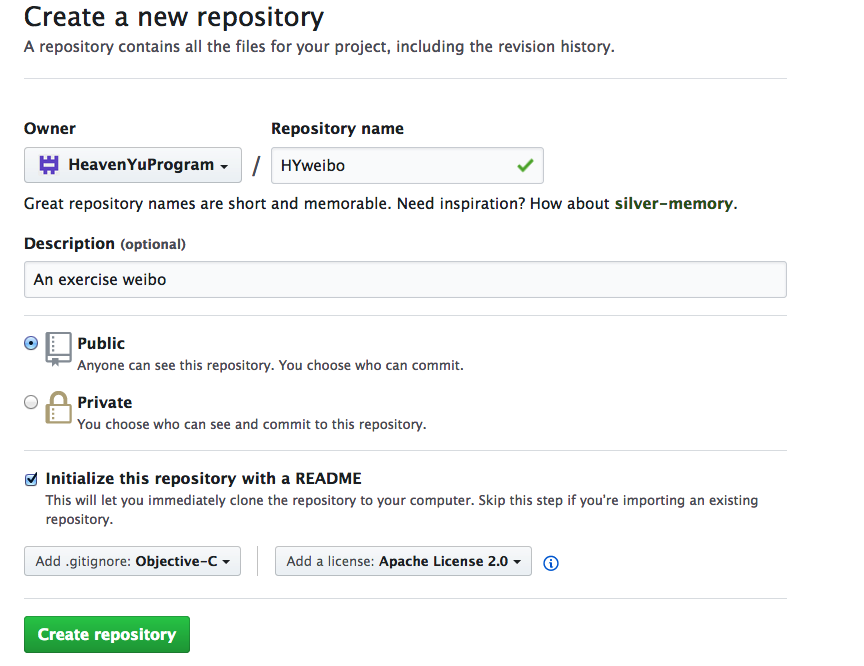 Create a new repository
A repository contains all the files for your project, including the revision history.
Owner
Repository name
HeavenYuProgram / HYweibo
Great repository names are short and memorable. Need inspiration? How about silver-memory.
Description (optional)
An exercise weibo
Public
Anyone can see this repository. You choose who can commit.
Private
You choose who can see and commit to this repository.
Initialize this repository with a README
This will let you immediately clone the repository to your computer. Skip this step if you're importing an existing
repository.
Add .gitignore: Objective-C
Add a license: Apache License 2.0
Create repository